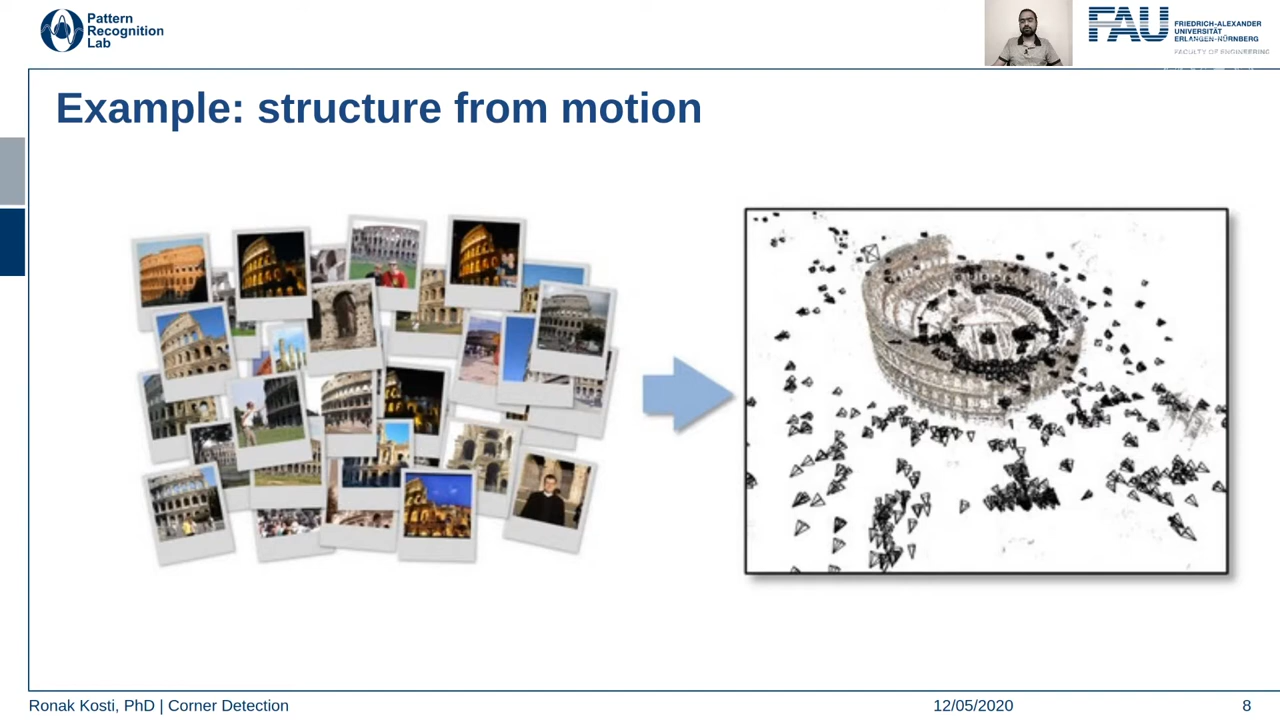 Pattern
Recognition
Lab
FAU
FRIEDRICH-ALEXANDER
UNIVERSITÄT
ERLANGEN-NÜRNBERG
FACULTY OF ENGINEERING
Example: structure from motion
Ronak Kosti, PhD | Corner Detection
12/05/2020
8